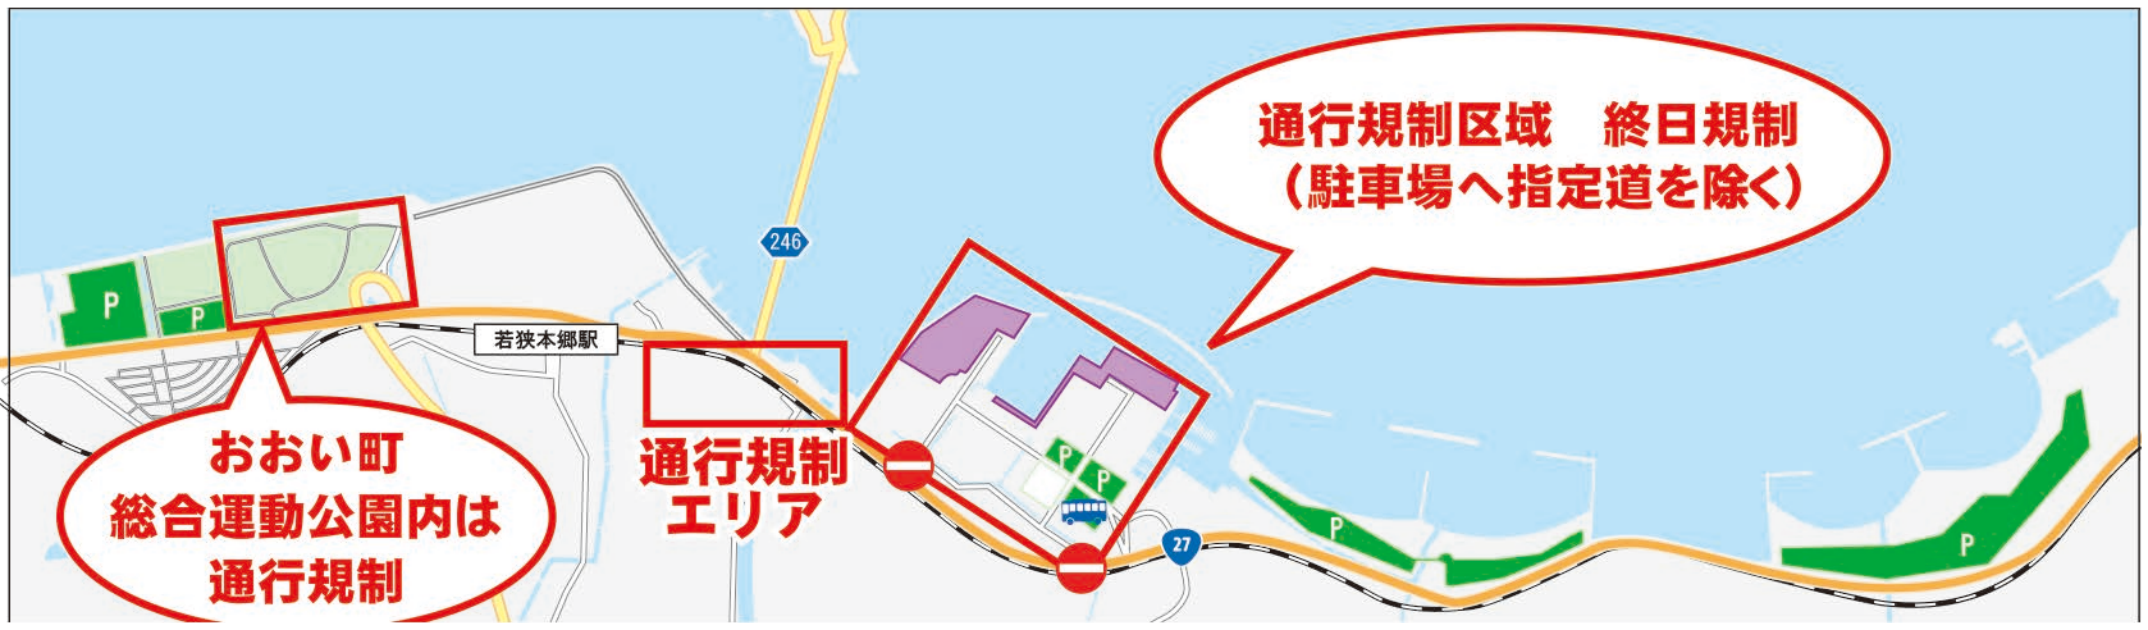 通行規制区域　終日規制
（駐車場へ指定道を除く）
246
P
P
若狭本郷駅
通行規制
エリア
おおい町
総合運動公園内は
通行規制
P
P
27
P
P